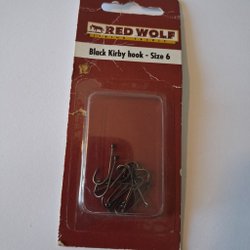 RED WOLF
Black Kirby hook - Size 6